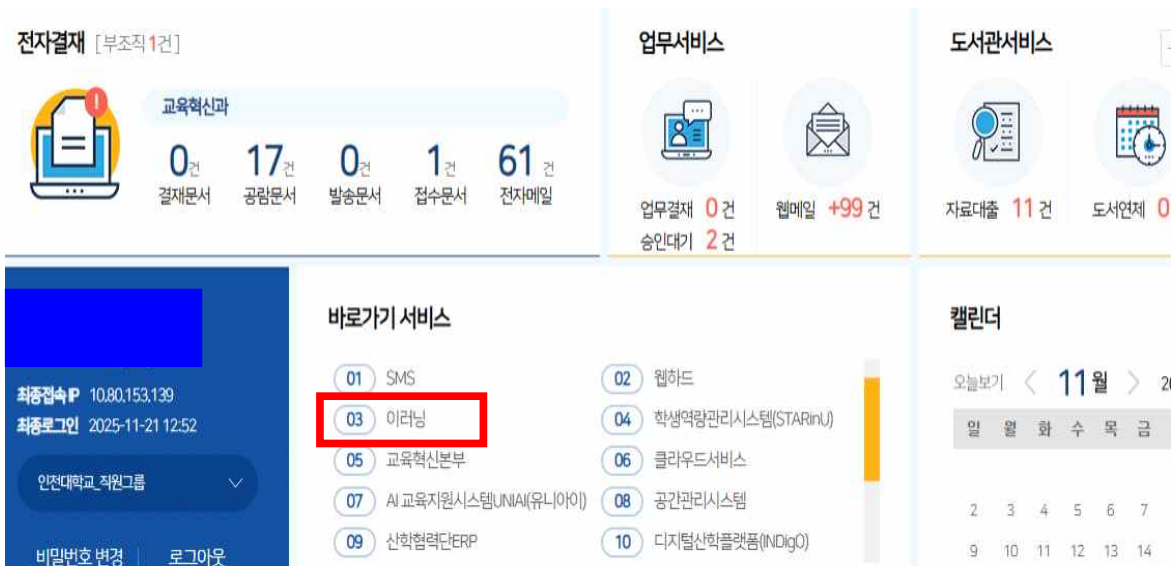 전자결재 [부조직 1건]
교육혁신과
0건 17건 0건 1건 61 건
결재문서 공람문서 발송문서 접수문서 전자메일
업무서비스
업무결재 0 건
승인대기 2 건
웹메일 +99 건
도서관서비스
자료대출 11 건
도서연체 0
최종접속 IP 10.80.153.139
최종로그인 2025-11-21 12:52
인천대학교_직원그룹
비밀번호 변경 로그아웃
바로가기 서비스
01 SMS
02 웹하드
03 이러닝
04 학생역량관리시스템(STARinU)
05 교육혁신본부
06 클라우드서비스
07 AI 교육지원시스템UNIAI(유니아이)
08 공간관리시스템
09 산학협력단ERP
10 디지털산학플랫폼(INDigO)
캘린더
오늘보기 < 11월 > 20
일 월 화 수 목 금
2 3 4 5 6 7
9 10 11 12 13 14